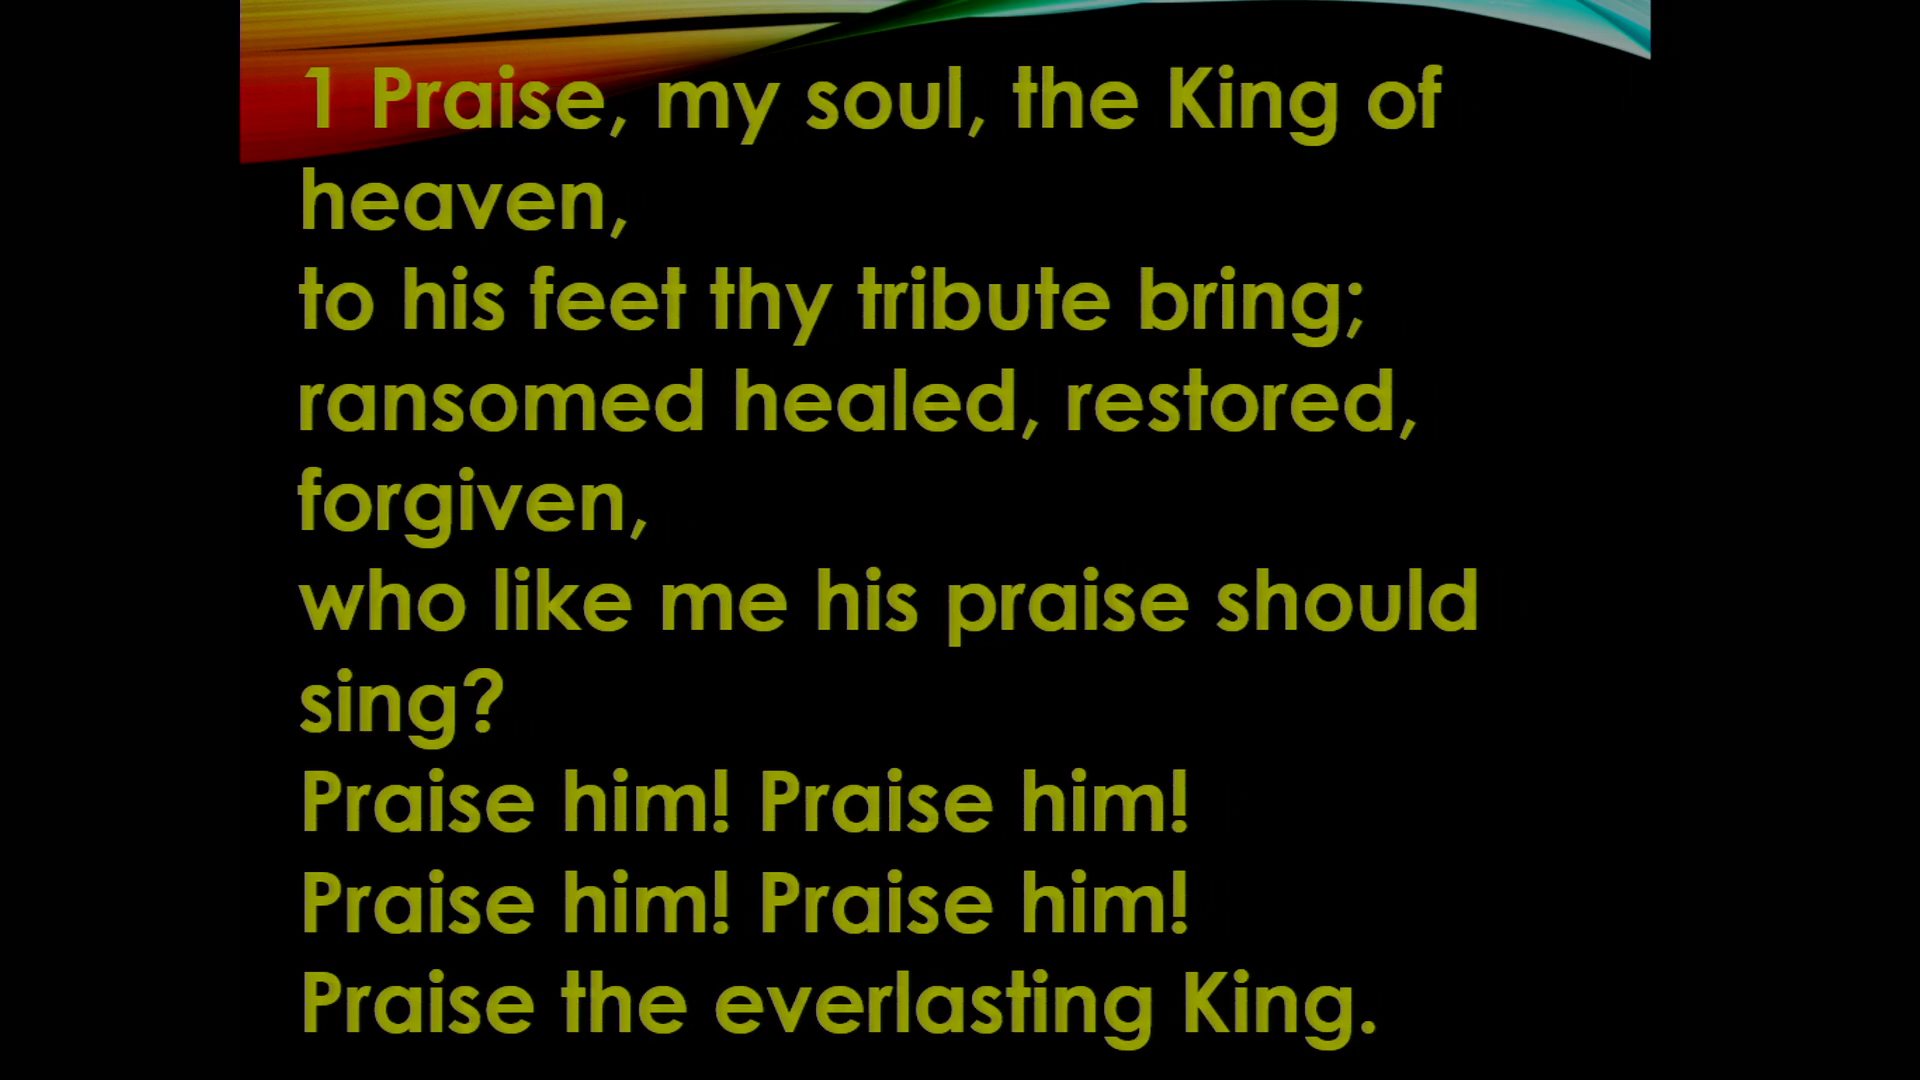 1 Praise, my soul, the King of
heaven,
to his feet thy tribute bring;
ransomed healed, restored,
forgiven,
who like me his praise should
sing?
Praise him! Praise him!
Praise him! Praise him!
Praise the everlasting King.